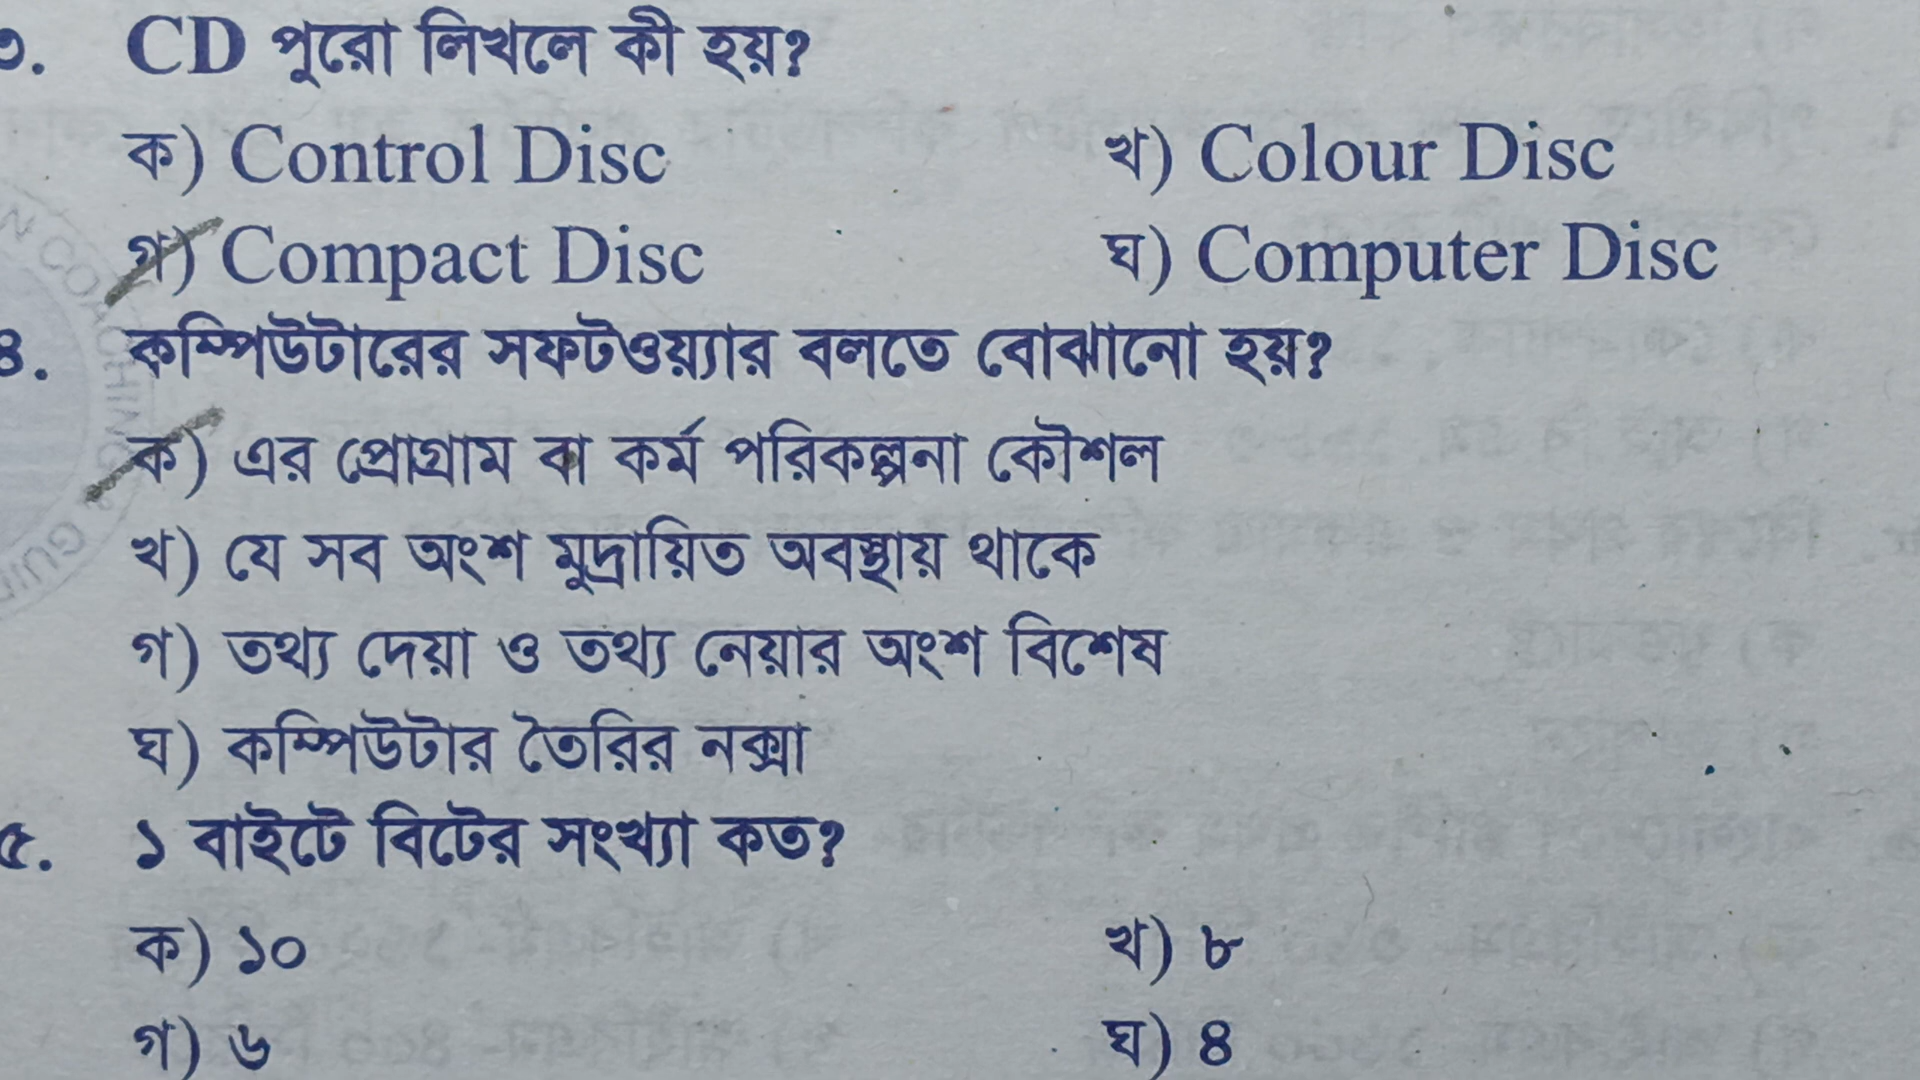 ৩. CD পুরো লিখলে কী হয়?
ক) Control Disc খ) Colour Disc
গ) Compact Disc ঘ) Computer Disc
৪. কম্পিউটারের সফটওয়্যার বলতে বোঝানো হয়?
ক) এর প্রোগ্রাম বা কর্ম পরিকল্পনা কৌশল
খ) যে সব অংশ মুদ্রায়িত অবস্থায় থাকে
গ) তথ্য দেয়া ও তথ্য নেয়ার অংশ বিশেষ
ঘ) কম্পিউটার তৈরির নক্সা
৫. ১ বাইটে বিটের সংখ্যা কত?
ক) ১০ খ) ৮
গ) ৬ ঘ) ৪